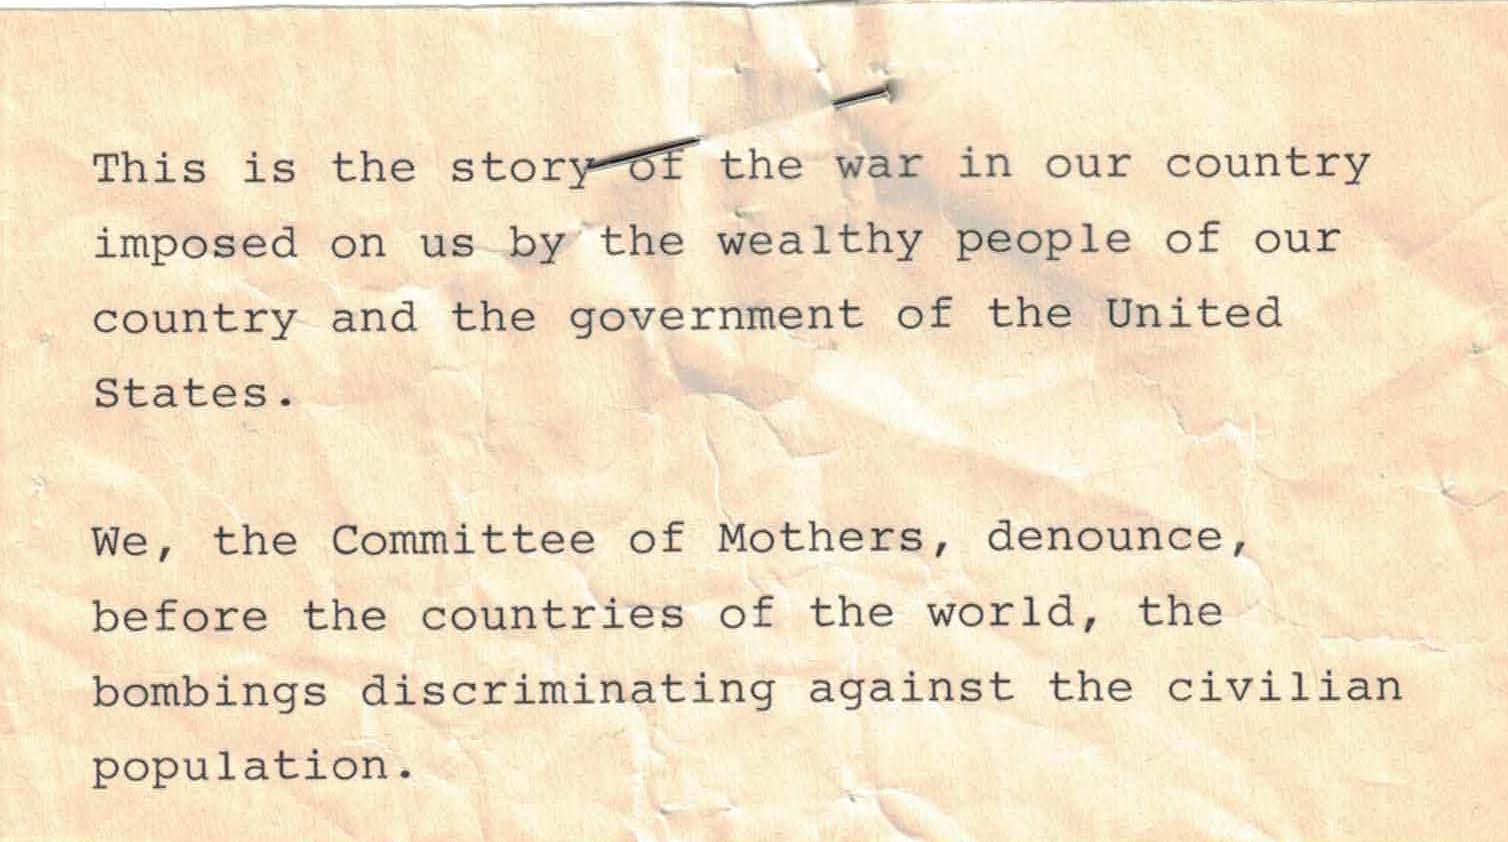 This is the story of the war in our country
imposed on us by the wealthy people of our
country and the government of the United
States.
We, the Committee of Mothers, denounce,
before the countries of the world, the
bombings discriminating against the civilian
population.